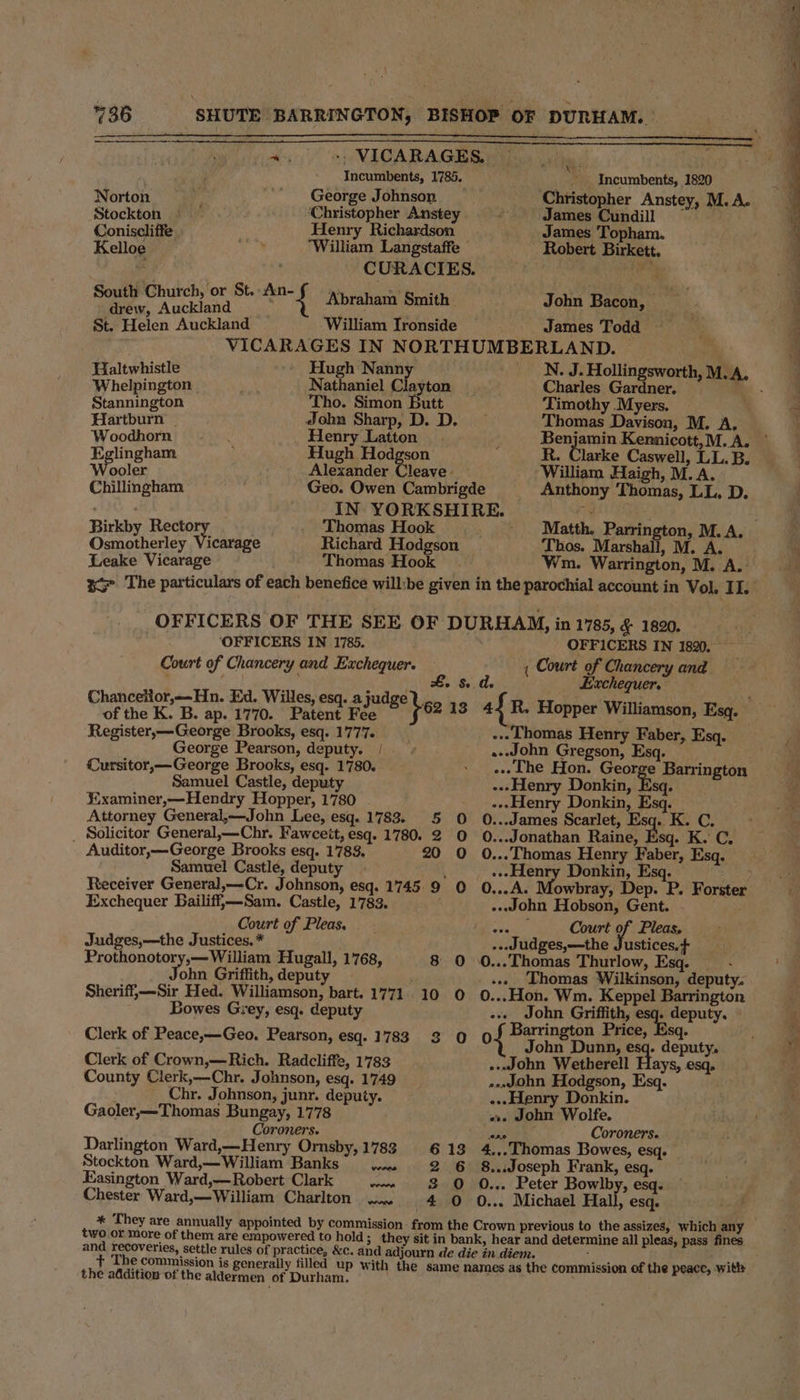 736 SHUTE BARRINGTON, BISHOP OF DURHAM.
VICARAGES.
Incumbents, 1785. Incumbents, 1820
Norton George Johnson Christopher Anstey, M. A.
Stockton Christopher Anstey James Cundill
Coniscliffe Henry Richardson James Topham.
Kelloe William Langstaffe Robert Birkett.
CURACIES.
South Church, or St. An-drew, Auckland } Abraham Smith John Bacon,
St. Helen Auckland William Ironside James Todd
VICARAGES IN NORTHUMBERLAND.
Haltwhistle Hugh Nanny N. J. Hollingsworth, M. A.
Whelpington Nathaniel Clayton Charles Gardner.
Stannington Tho. Simon Butt Timothy Myers.
Hartburn John Sharp, D. D. Thomas Davison, M. A.
Woodhorn Henry Latton Benjamin Kennicott, M. A.
Eglingham Hugh Hodgson R. Clarke Caswell, LL. B.
Wooler Alexander Cleave William Haigh, M. A.
Chillingham Geo. Owen Cambrigde Anthony Thomas, LL. D.
IN YORKSHIRE.
Birkby Rectory Thomas Hook Matth. Parrington, M. A.
Osmotherley Vicarage Richard Hodgson Thos. Marshall, M. A.
Leake Vicarage Thomas Hook Wm. Warrington, M. A.
☞ The particulars of each benefice will be given in the parochial account in Vol. II.
OFFICERS OF THE SEE OF DURHAM, in 1785, & 1820.
OFFICERS IN 1785. OFFICERS IN 1820.
Court of Chancery and Exchequer. Court of Chancery and
£. s. d. Exchequer.
Chancellor,—Hn. Ed. Willes, esq. a judge
of the K. B. ap. 1770. Patent Fee } 62 13 4 { R. Hopper Williamson, Esq.
Register,—George Brooks, esq. 1777. ...Thomas Henry Faber, Esq.
George Pearson, deputy. ...John Gregson, Esq.
Cursitor,—George Brooks, esq. 1780. ...The Hon. George Barrington
Samuel Castle, deputy ...Henry Donkin, Esq.
Examiner,—Hendry Hopper, 1780 ...Henry Donkin, Esq.
Attorney General,—John Lee, esq. 1783. 5 0 0...James Scarlet, Esq. K. C.
Solicitor General,—Chr. Fawceit, esq. 1780. 2 0 0...Jonathan Raine, Esq. K. C.
Auditor,—George Brooks esq. 1783. 20 0 0...Thomas Henry Faber, Esq.
Samuel Castle, deputy ...Henry Donkin, Esq.
Receiver General,—Cr. Johnson, esq. 1745 9 0 0...A. Mowbray, Dep. P. Forster
Exchequer Bailiff,—Sam. Castle, 1783. ...John Hobson, Gent.
Court of Pleas. ... Court of Pleas.
Judges,—the Justices.* ...Judges,—the Justices.†
Prothonotory,—William Hugall, 1768, 8 0 0...Thomas Thurlow, Esq.
John Griffith, deputy ... Thomas Wilkinson, deputy.
Sheriff,—Sir Hed. Williamson, bart. 1771 10 0 0...Hon. Wm. Keppel Barrington
Bowes Grey, esq. deputy ... John Griffith, esq. deputy.
Clerk of Peace,—Geo. Pearson, esq. 1783 3 0 0 { Barrington Price, Esq.
John Dunn, esq. deputy.
Clerk of Crown,—Rich. Radcliffe, 1783 ...John Wetherell Hays, esq.
County Clerk,—Chr. Johnson, esq. 1749 ...John Hodgson, Esq.
Chr. Johnson, junr. deputy. ...Henry Donkin.
Gaoler,—Thomas Bungay, 1778 ... John Wolfe.
Coroners. ... Coroners.
Darlington Ward,—Henry Ornsby, 1783 6 13 4...Thomas Bowes, esq.
Stockton Ward,—William Banks 2 6 8...Joseph Frank, esq.
Easington Ward,—Robert Clark 3 0 0... Peter Bowlby, esq.
Chester Ward,—William Charlton 4 0 0... Michael Hall, esq.
* They are annually appointed by commission from the Crown previous to the assizes, which any
two or more of them are empowered to hold; they sit in bank, hear and determine all pleas, pass fines
and recoveries, settle rules of practice, &c. and adjourn de die in diem.
† The commission is generally filled up with the same names as the commission of the peace, with
the addition of the aldermen of Durham.